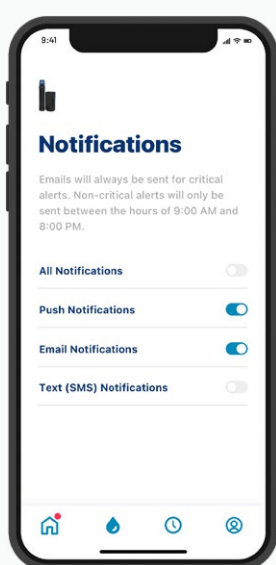 9:41
Notifications
Emails will always be sent for critical
alerts. Non-critical alerts will only be
sent between the hours of 9:00 AM and
8:00 PM.
All Notifications
Push Notifications
Email Notifications
Text (SMS) Notifications